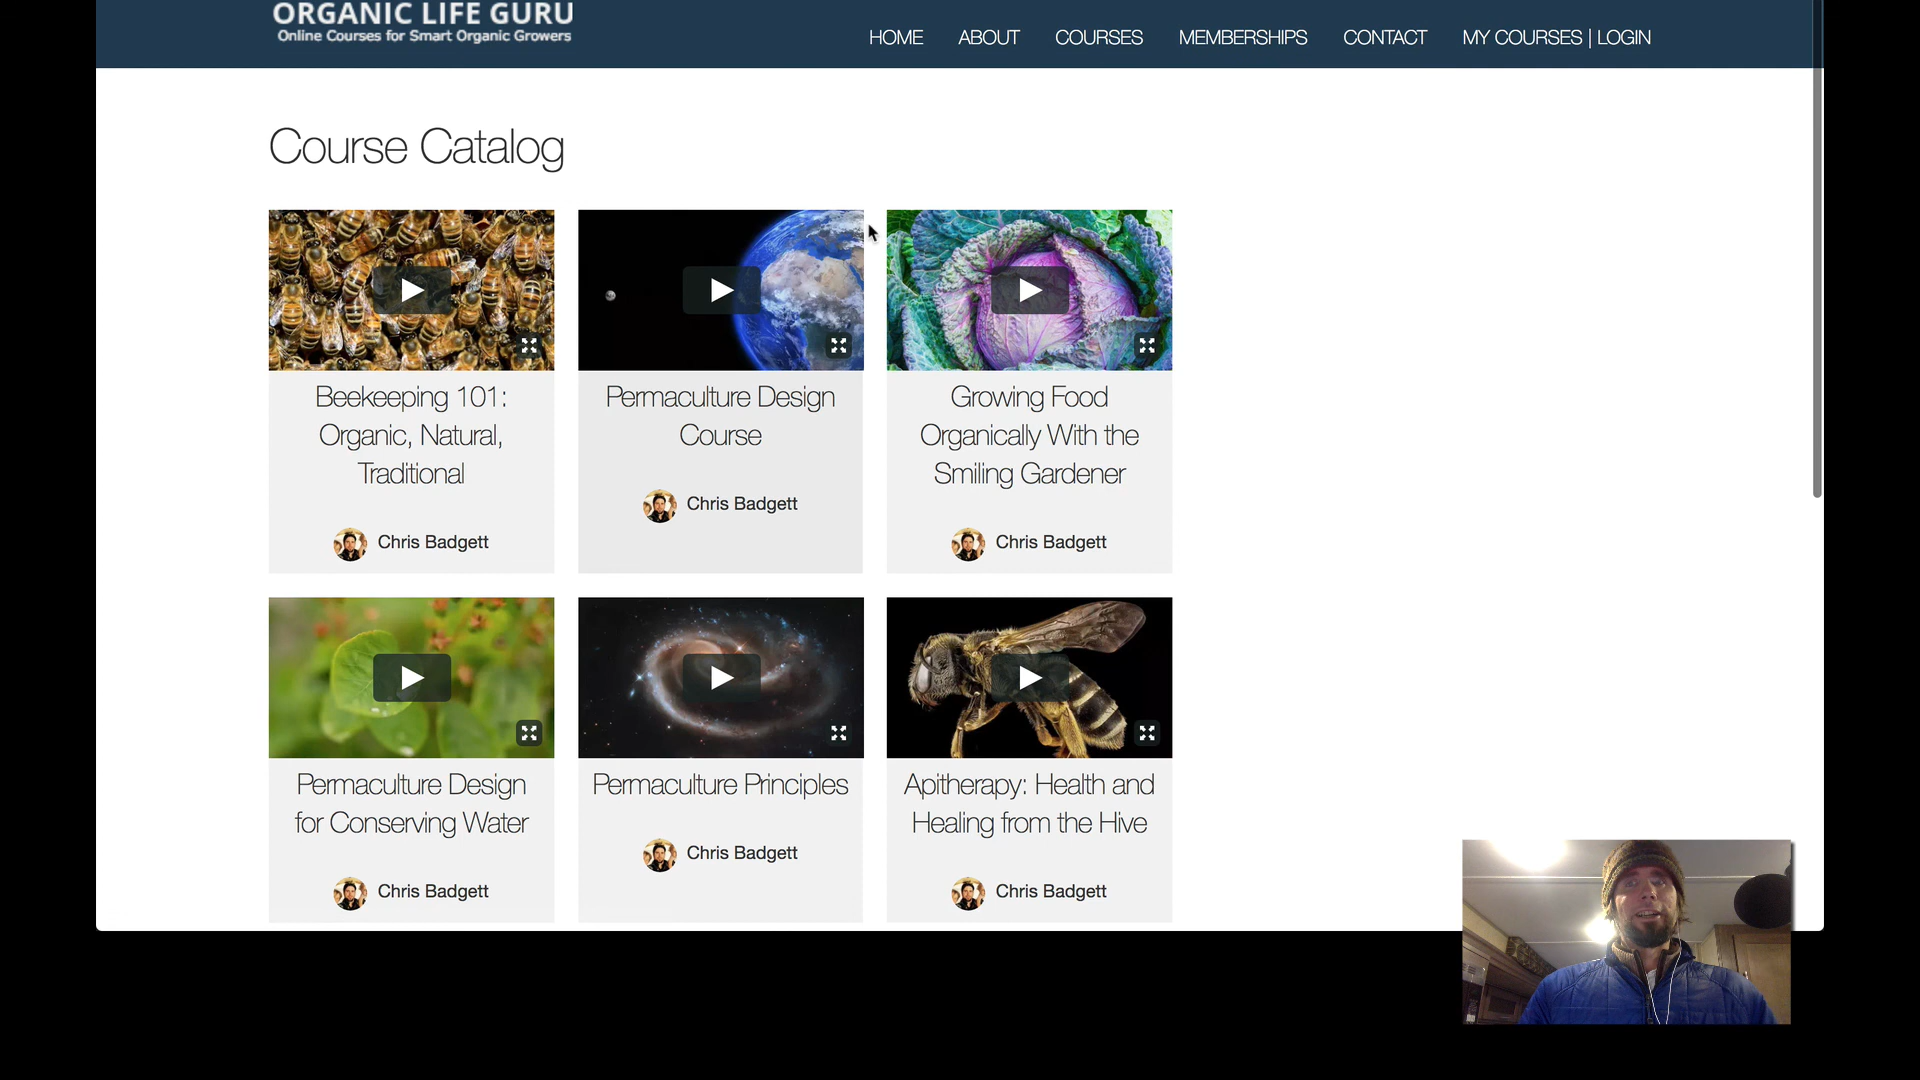 ORGANIC LIFE GURU
Online Courses for Smart Organic Growers
HOME ABOUT COURSES MEMBERSHIPS CONTACT MY COURSES | LOGIN
Course Catalog
Beekeeping 101:
Organic, Natural,
Traditional
Chris Badgett
Permaculture Design
Course
Chris Badgett
Growing Food
Organically With the
Smiling Gardener
Chris Badgett
Permaculture Design
for Conserving Water
Chris Badgett
Permaculture Principles
Chris Badgett
Apitherapy: Health and
Healing from the Hive
Chris Badgett